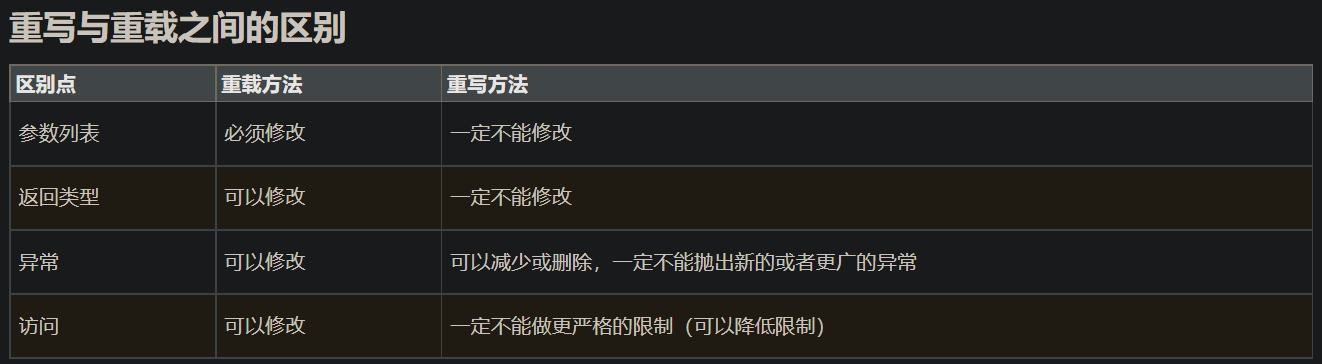 重写与重载之间的区别
区别点 重载方法 重写方法
参数列表 必须修改 一定不能修改
返回类型 可以修改 一定不能修改
异常 可以修改 可以减少或删除，一定不能抛出新的或者更广的异常
访问 可以修改 一定不能做更严格的限制（可以降低限制）